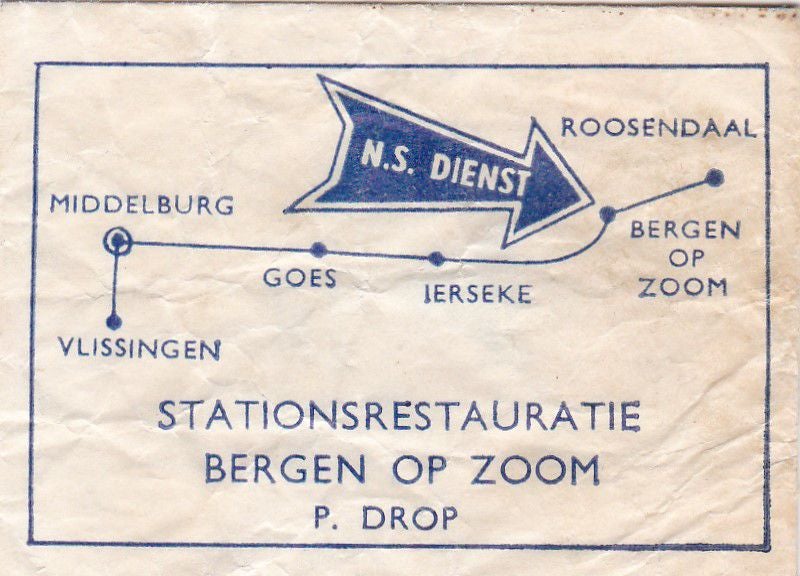 N.S. DIENST
ROOSENDAAL
MIDDELBURG
BERGEN
OP
ZOOM
GOES
IERSEKE
VLISSINGEN
STATIONSRESTAURATIE
BERGEN OP ZOOM
P. DROP